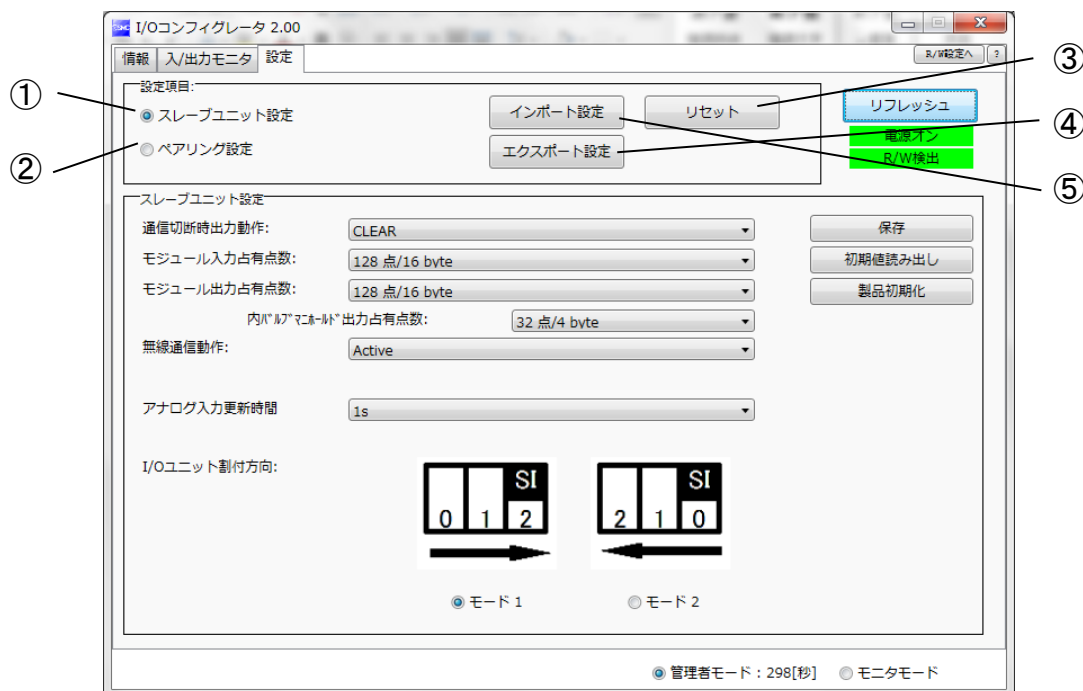 SMC I/Oコンフィグレータ 2.00
情報 入/出力モニタ 設定 R/W設定へ ?
③
設定項目:
① スレーブユニット設定 インポート設定 リセット リフレッシュ
④
電源オン
② ペアリング設定 エクスポート設定 R/W検出
⑤
スレーブユニット設定
通信切断時出力動作: CLEAR 保存
モジュール入力占有点数: 128 点/16 byte 初期値読み出し
モジュール出力占有点数: 128 点/16 byte 製品初期化
内バルブマニホールド出力占有点数: 32 点/4 byte
無線通信動作: Active
アナログ入力更新時間 1s
I/Oユニット割付方向:
SI SI
0 1 2 2 1 0
モード 1 モード 2
管理者モード：298[秒] モニタモード